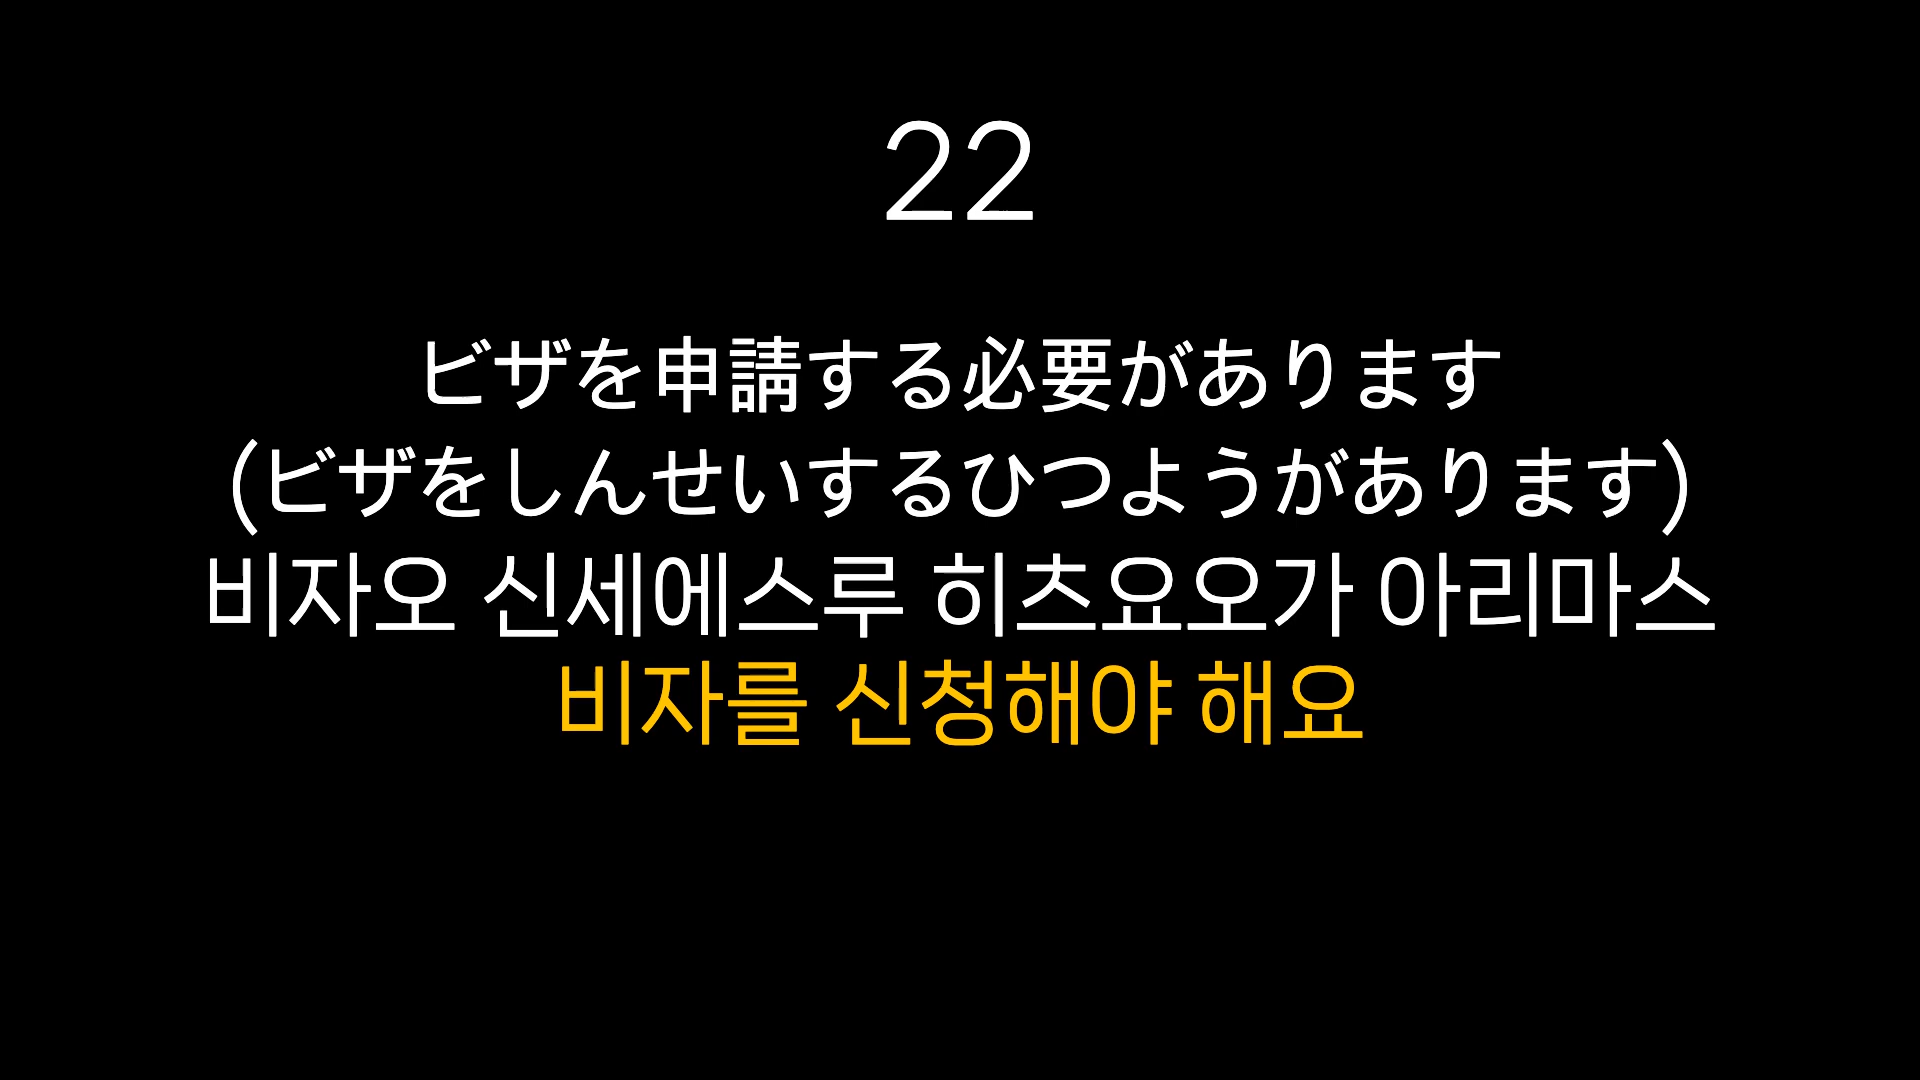 22
ビザを申請する必要があります
(ビザをしんせいするひつようがあります)
비자오 신세에스루 히츠요오가 아리마스
비자를 신청해야 해요